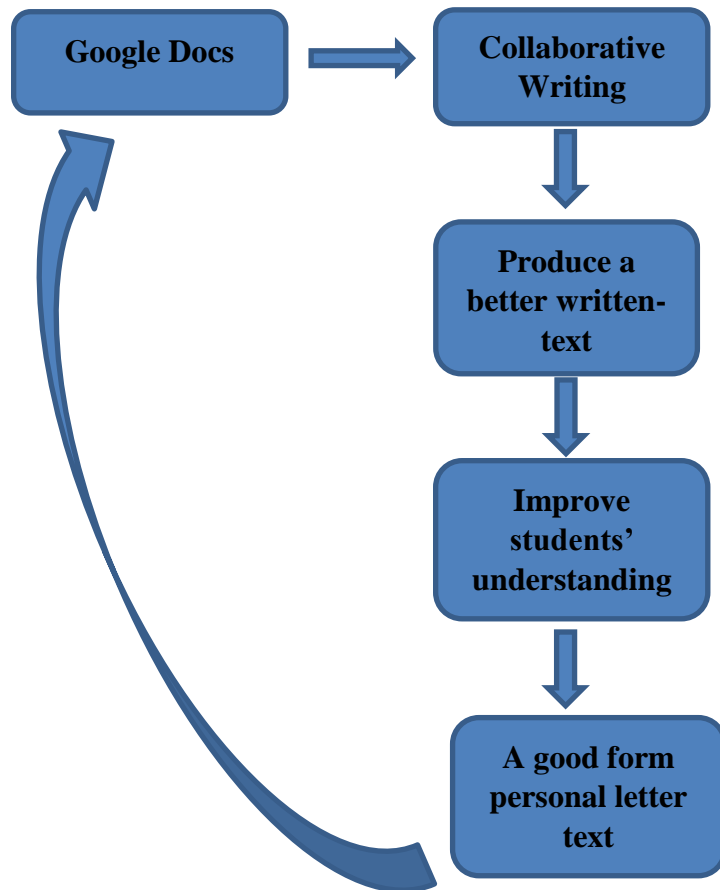 Google Docs
Collaborative
Writing
Produce a
better written-
text
Improve
students’
understanding
A good form
personal letter
text